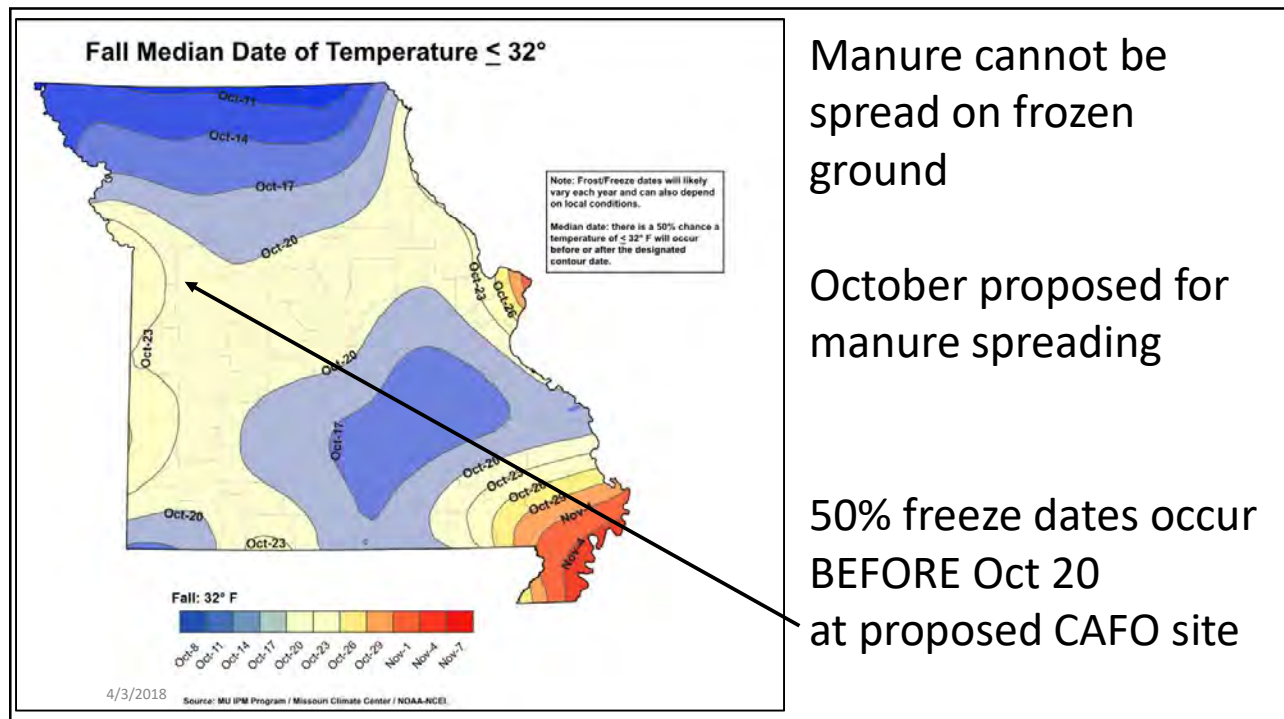 Fall Median Date of Temperature ≤ 32°
Oct-11
Oct-14
Oct-17
Oct-20
Note: Frost/Freeze dates will likely
vary each year and can also depend
on local conditions.
Median date: there is a 50% chance a
temperature of ≤ 32° F will occur
before or after the designated
contour date.
Oct-23
Oct-26
Oct-23
Oct-20
Oct-17
Oct-20
Oct-23
Oct-26
Oct-29
Nov-1
Nov-4
Oct-20
Oct-23
Fall: 32° F
Oct-8
Oct-11
Oct-14
Oct-17
Oct-20
Oct-23
Oct-26
Oct-29
Nov-1
Nov-4
Nov-7
4/3/2018
Source: MU IPM Program / Missouri Climate Center / NOAA-NCEI
Manure cannot be
spread on frozen
ground
October proposed for
manure spreading
50% freeze dates occur
BEFORE Oct 20
at proposed CAFO site